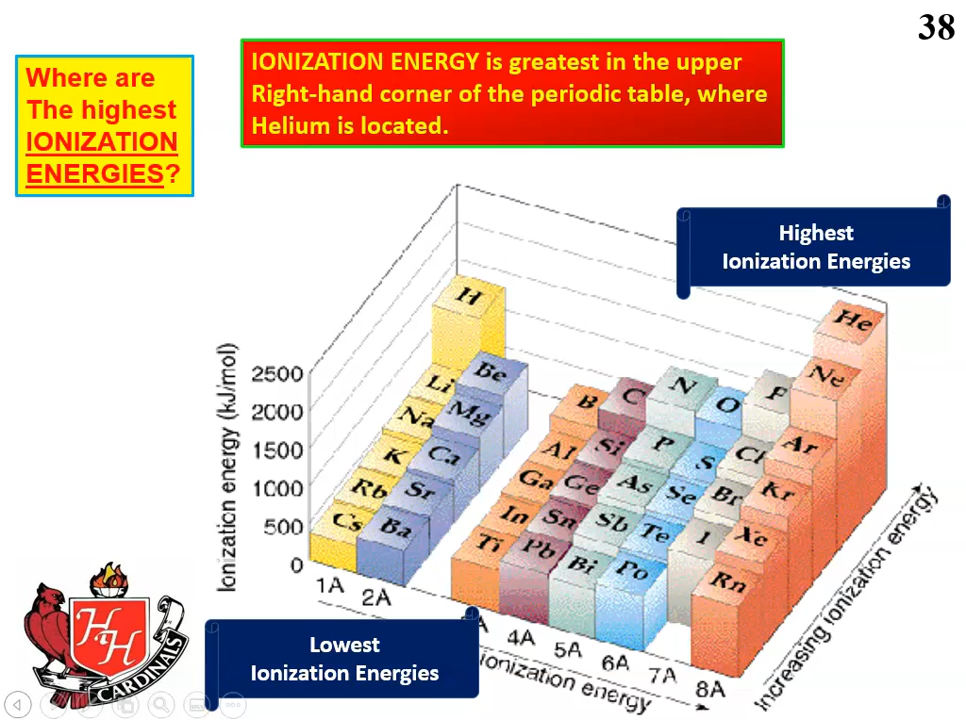 38
Where are
The highest
IONIZATION
ENERGIES?
IONIZATION ENERGY is greatest in the upper
Right-hand corner of the periodic table, where
Helium is located.
Highest
Ionization Energies
Ionization energy (kJ/mol)
2500
2000
1500
1000
500
0
H
Li
Na
K
Rb
Cs
Be
Mg
Ca
Sr
Ba
B
Al
Ga
In
Ti
C
Si
Ge
Sn
Pb
N
P
As
Sb
Bi
O
S
Se
Te
Po
F
Cl
Br
I
He
Ne
Ar
Kr
Xe
Rn
1A
2A
4A
5A
6A
7A
8A
ionization energy
Increasing ionization energy
Lowest
Ionization Energies
HH
CARDINALS